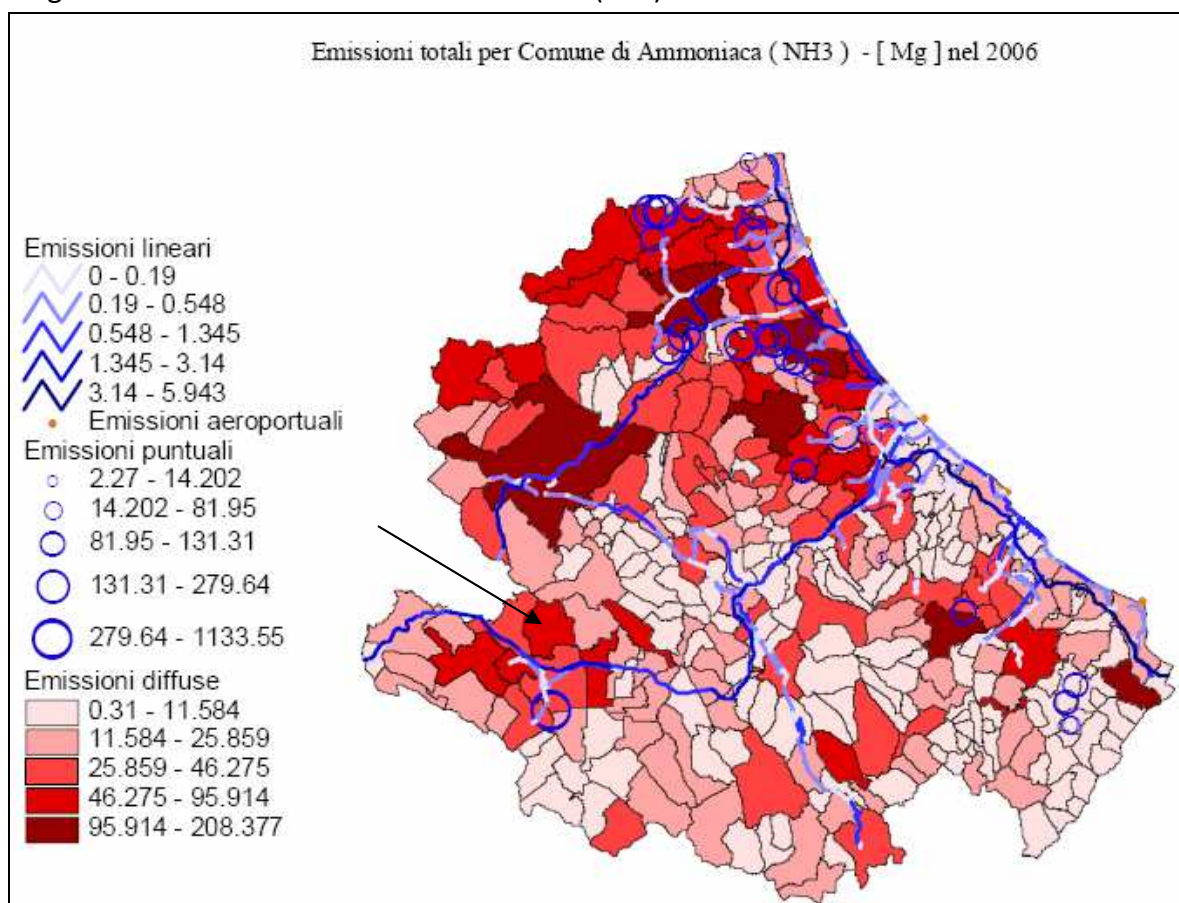 Emissioni totali per Comune di Ammoniaca ( NH3 ) - [ Mg ] nel 2006
Emissioni lineari
0 - 0.19
0.19 - 0.548
0.548 - 1.345
1.345 - 3.14
3.14 - 5.943
Emissioni aeroportuali
Emissioni puntuali
2.27 - 14.202
14.202 - 81.95
81.95 - 131.31
131.31 - 279.64
279.64 - 1133.55
Emissioni diffuse
0.31 - 11.584
11.584 - 25.859
25.859 - 46.275
46.275 - 95.914
95.914 - 208.377